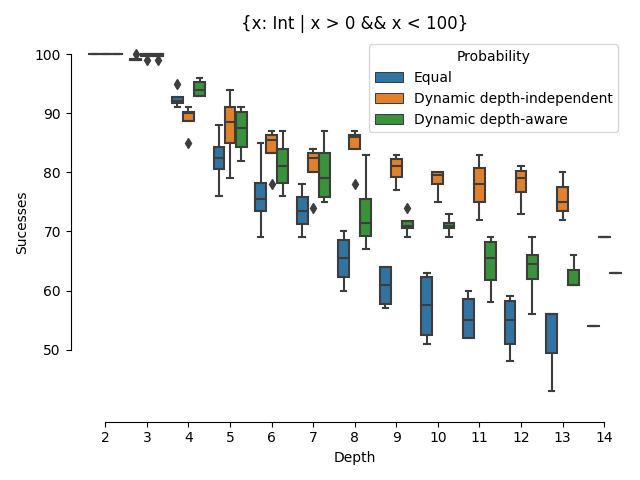 {x: Int | x > 0 && x < 100}
Probability
Equal
Dynamic depth-independent
Dynamic depth-aware
Sucesses
100
90
80
70
60
50
2 3 4 5 6 7 8 9 10 11 12 13 14
Depth